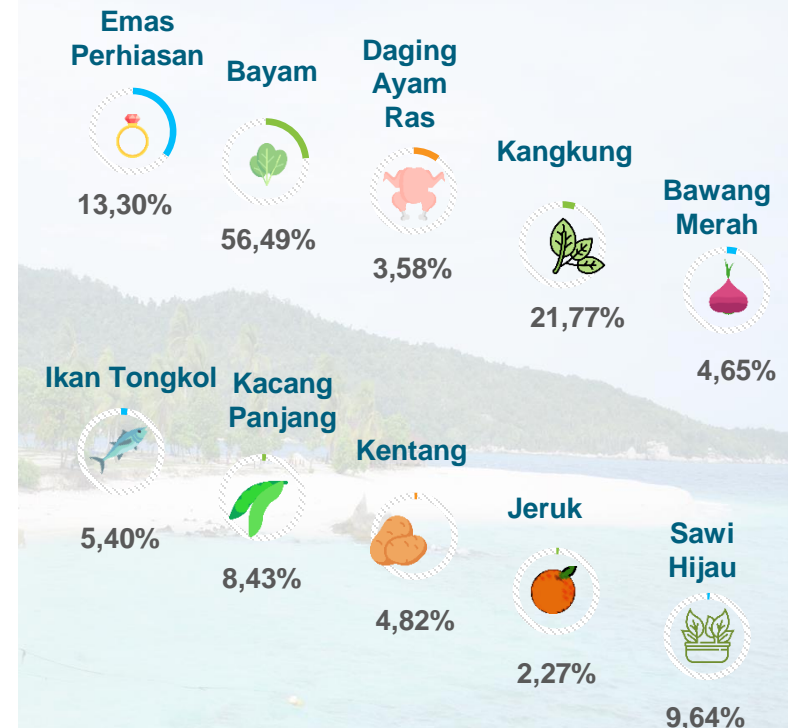 Emas
Perhiasan
13,30%
Bayam
56,49%
Daging
Ayam
Ras
3,58%
Kangkung
21,77%
Bawang
Merah
4,65%
Ikan Tongkol
5,40%
Kacang
Panjang
8,43%
Kentang
4,82%
Jeruk
2,27%
Sawi
Hijau
9,64%